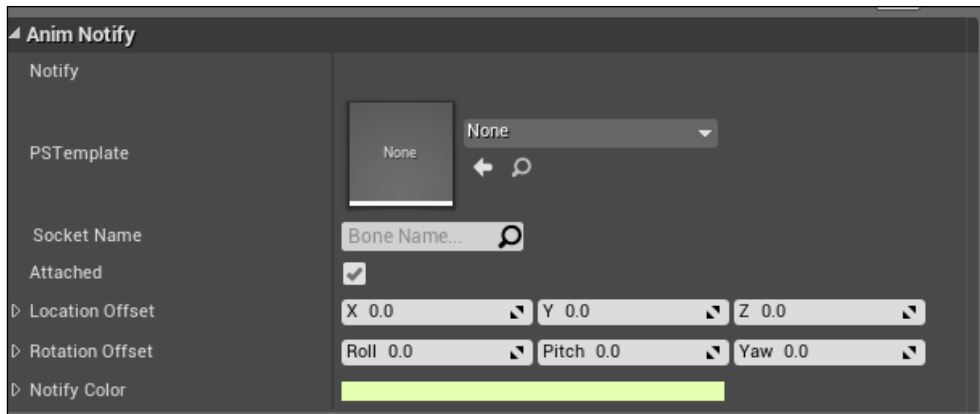 Anim Notify
Notify
PSTemplate
None
None
Socket Name
Bone Name...
Attached
Location Offset
X 0.0
Y 0.0
Z 0.0
Rotation Offset
Roll 0.0
Pitch 0.0
Yaw 0.0
Notify Color